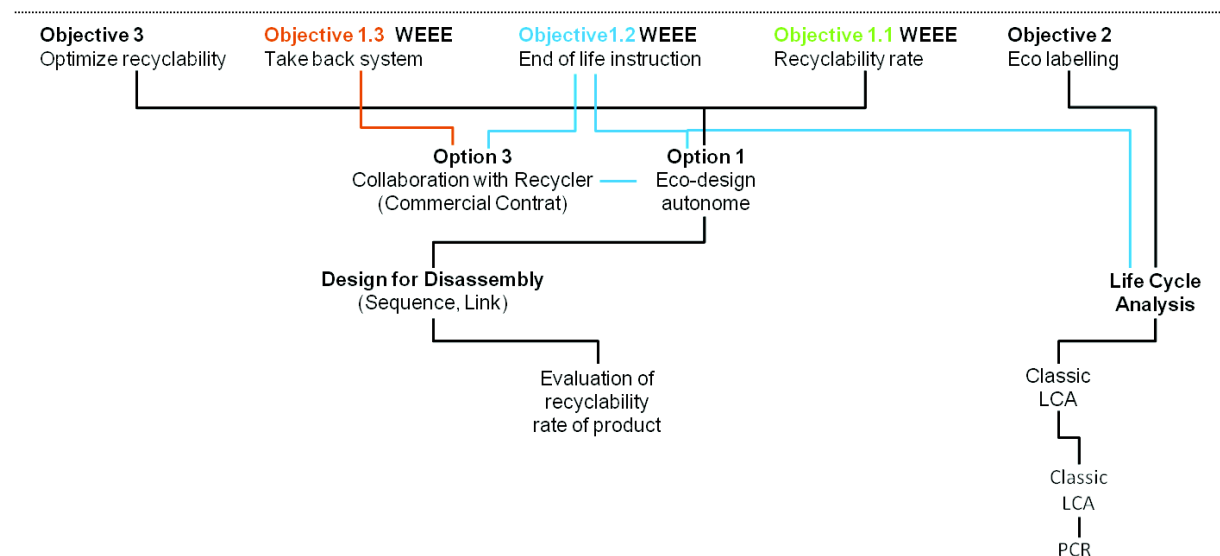 Objective 3
Optimize recyclability
Objective 1.3 WEEE
Take back system
Objective1.2 WEEE
End of life instruction
Objective 1.1 WEEE
Recyclability rate
Objective 2
Eco labelling
Option 3
Collaboration with Recycler
(Commercial Contrat)
Option 1
Eco-design
autonome
Design for Disassembly
(Sequence, Link)
Life Cycle
Analysis
Evaluation of
recyclability
rate of product
Classic
LCA
Classic
LCA
PCR